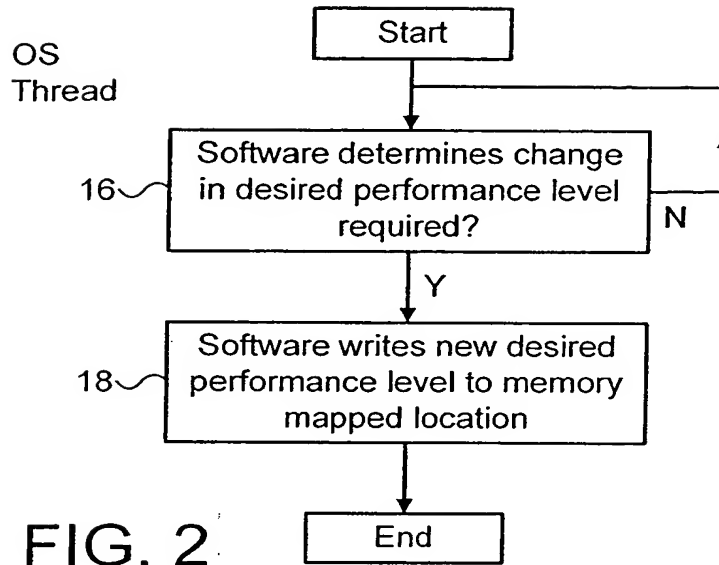 Start
OS
Thread
Software determines change
in desired performance level
required?
16
N
Y
Software writes new desired
performance level to memory
mapped location
18
End
FIG. 2